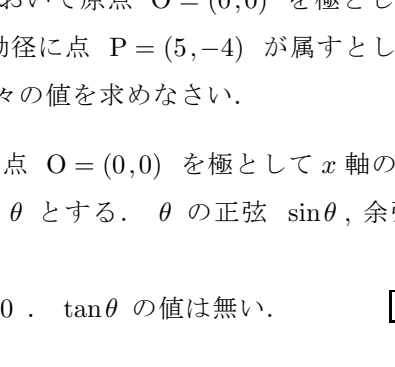 おいて原点 O = (0,0) を極とし
動径に点 P = (5,−4) が属すとし
々の値を求めなさい.
点 O = (0,0) を極として x 軸の
θ とする. θ の正弦 sinθ , 余
0 . tanθ の値は無い.